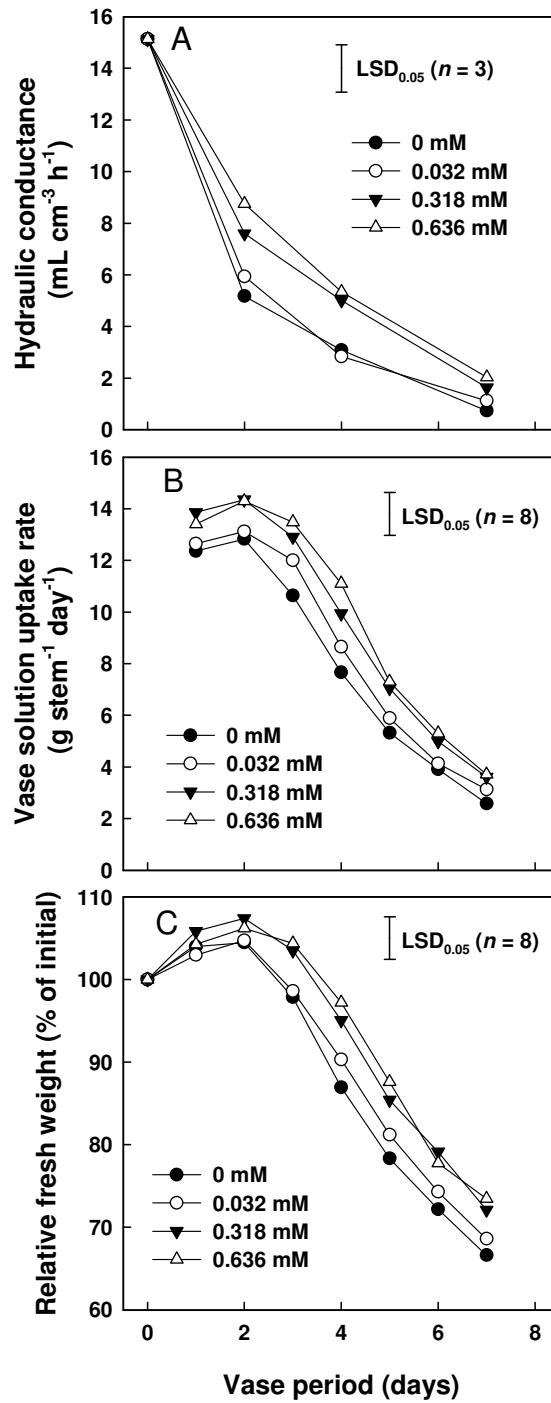 A
LSD0.05 (n = 3)
0 mM
0.032 mM
0.318 mM
0.636 mM
Hydraulic conductance
(mL cm-3 h-1)
16
14
12
10
8
6
4
2
0
B
LSD0.05 (n = 8)
0 mM
0.032 mM
0.318 mM
0.636 mM
Vase solution uptake rate
(g stem-1 day-1)
16
14
12
10
8
6
4
2
0
C
LSD0.05 (n = 8)
0 mM
0.032 mM
0.318 mM
0.636 mM
Relative fresh weight (% of initial)
110
100
90
80
70
60
0 2 4 6 8
Vase period (days)